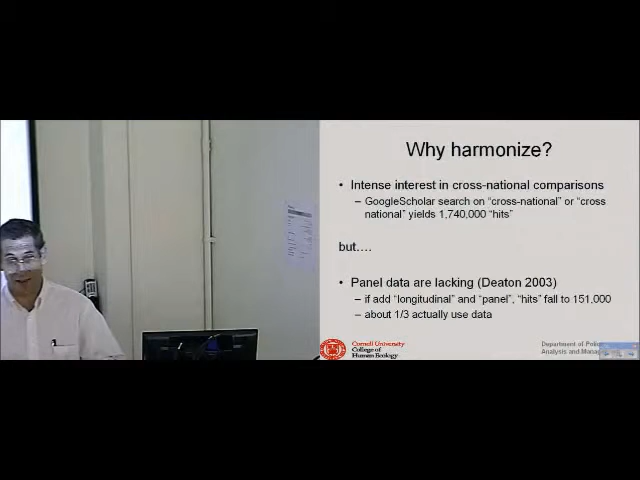 Why harmonize?
• Intense interest in cross-national comparisons
– GoogleScholar search on “cross-national” or “cross
national” yields 1,740,000 “hits”
but....
• Panel data are lacking (Deaton 2003)
– if add “longitudinal” and “panel”, “hits” fall to 151,000
– about 1/3 actually use data
Cornell University
College of
Human Ecology
Department of
Analysis and